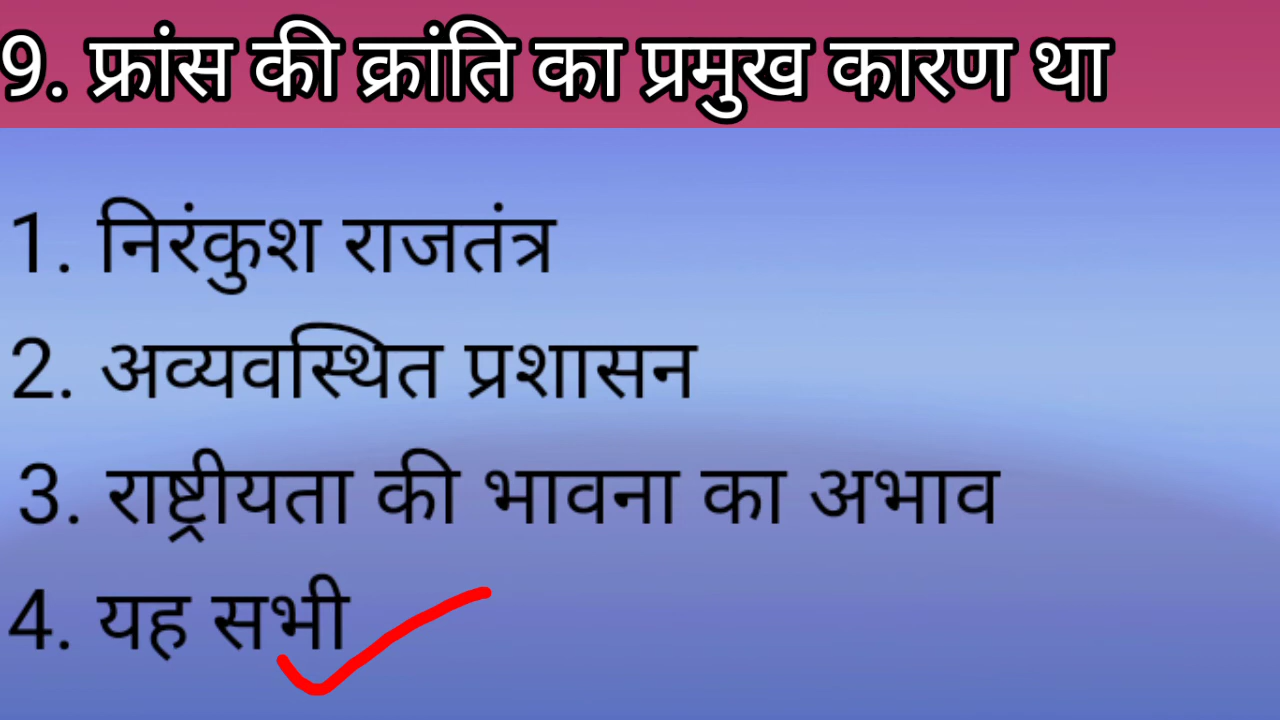 9. फ्रांस की क्रांति का प्रमुख कारण था
1. निरंकुश राजतंत्र
2. अव्यवस्थित प्रशासन
3. राष्ट्रीयता की भावना का अभाव
4. यह सभी